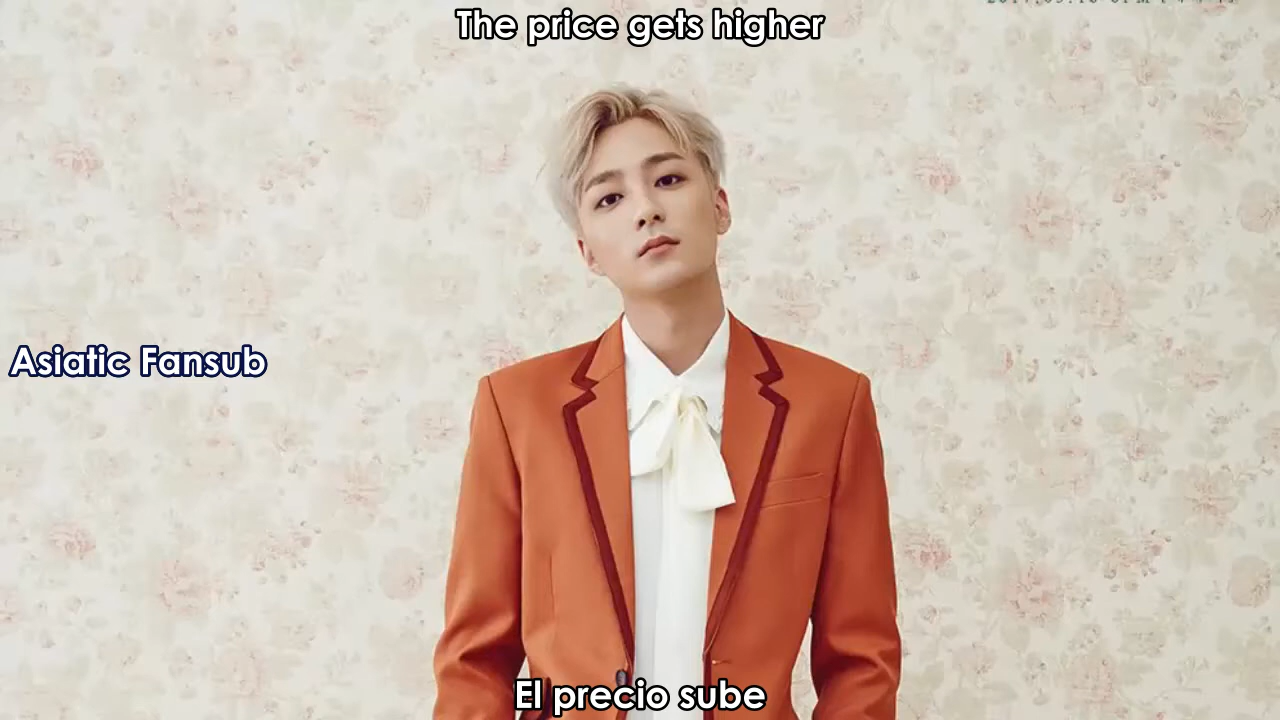 The price gets higher
Asiatic Fansub
El precio sube